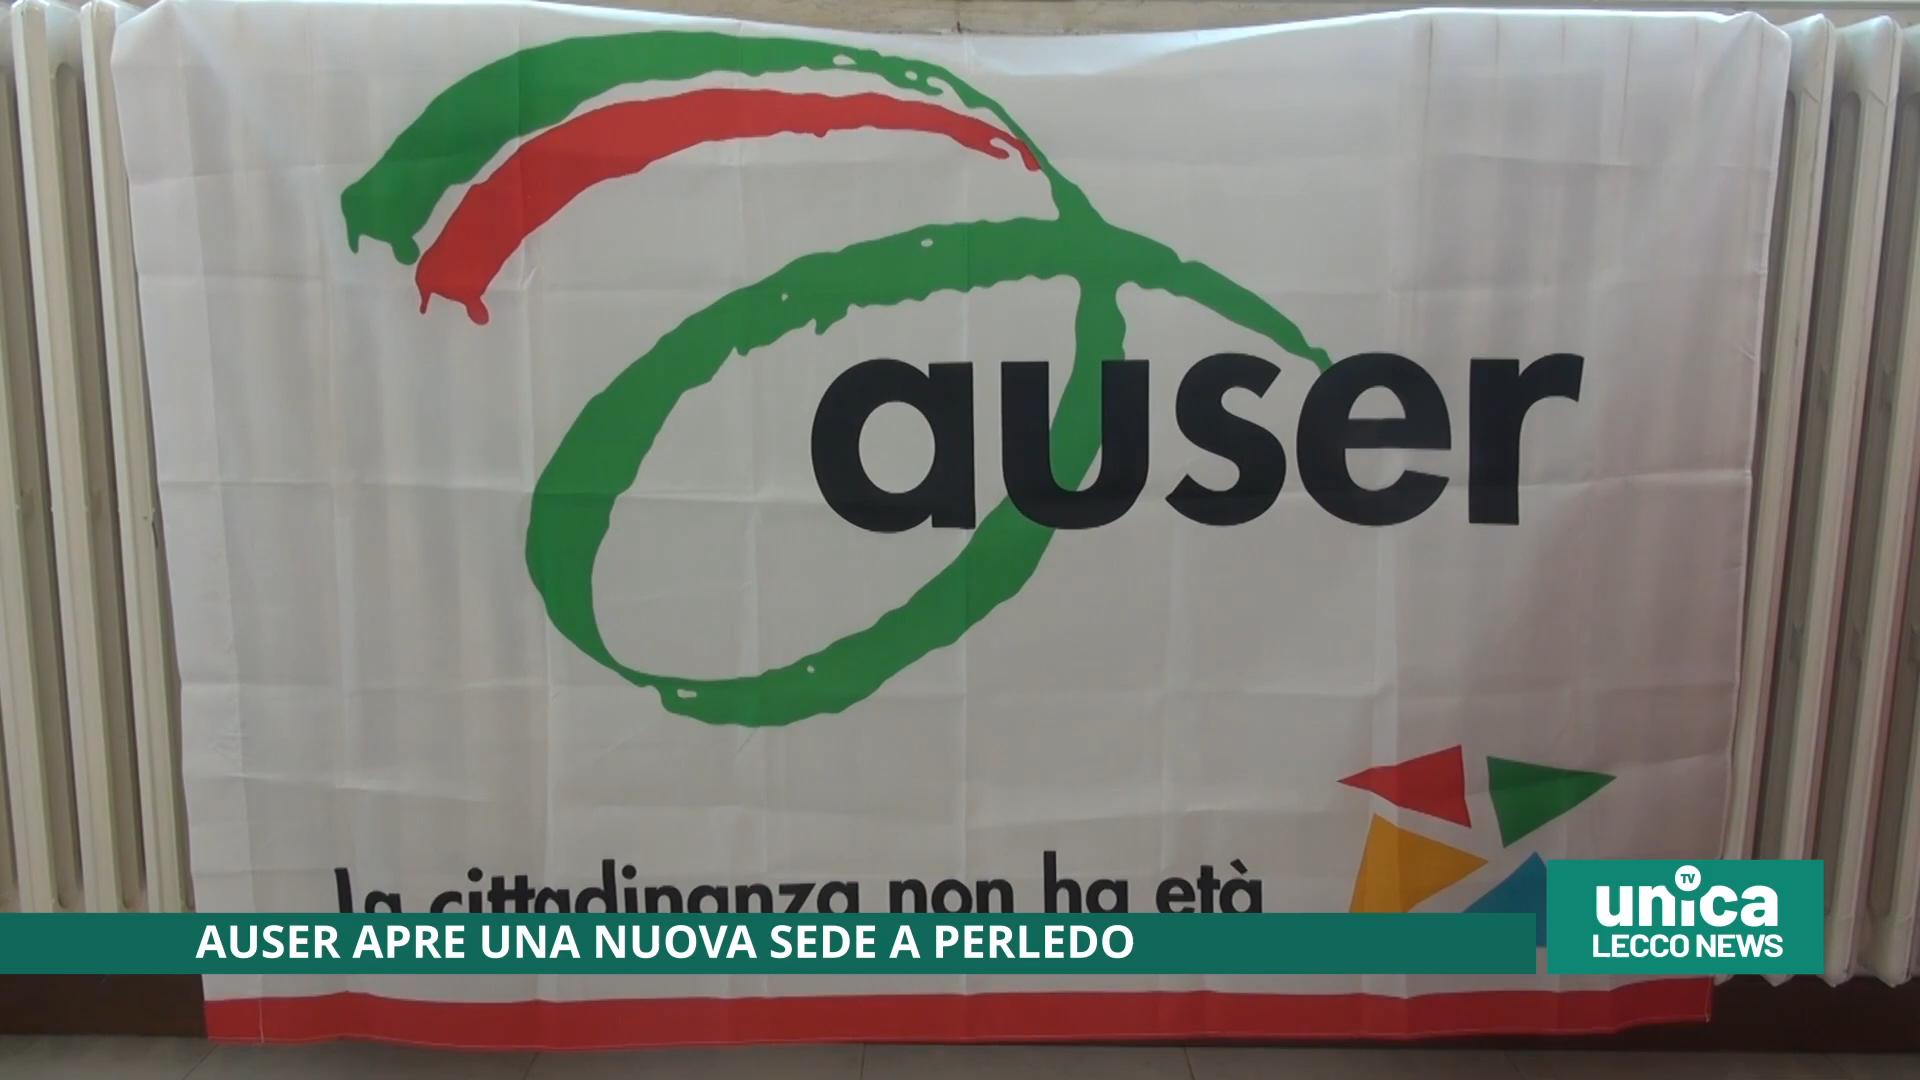 auser
la cittadinanza non ha età
AUSER APRE UNA NUOVA SEDE A PERLEDO
TV
unica
LECCO NEWS